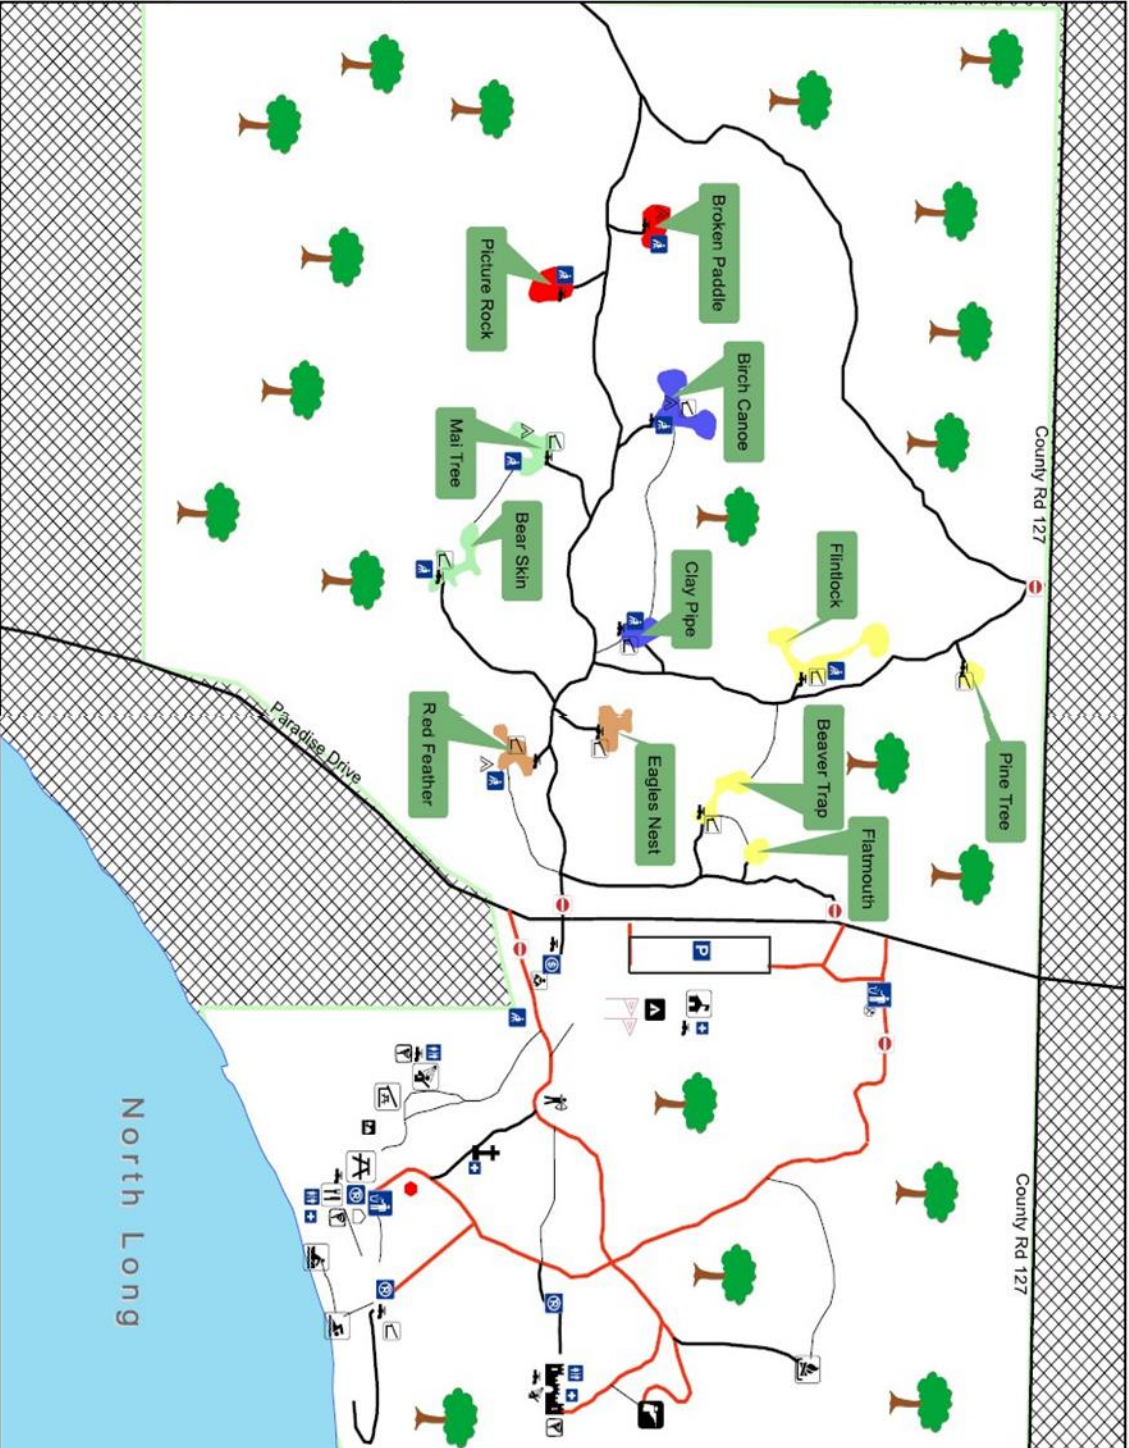 County Rd 127
County Rd 127
Broken Paddle
Picture Rock
Birch Canoe
Mai Tree
Bear Skin
Clay Pipe
Flintlock
Pine Tree
Beaver Trap
Flatmouth
Eagles Nest
Red Feather
Paradise Drive
P
North Long